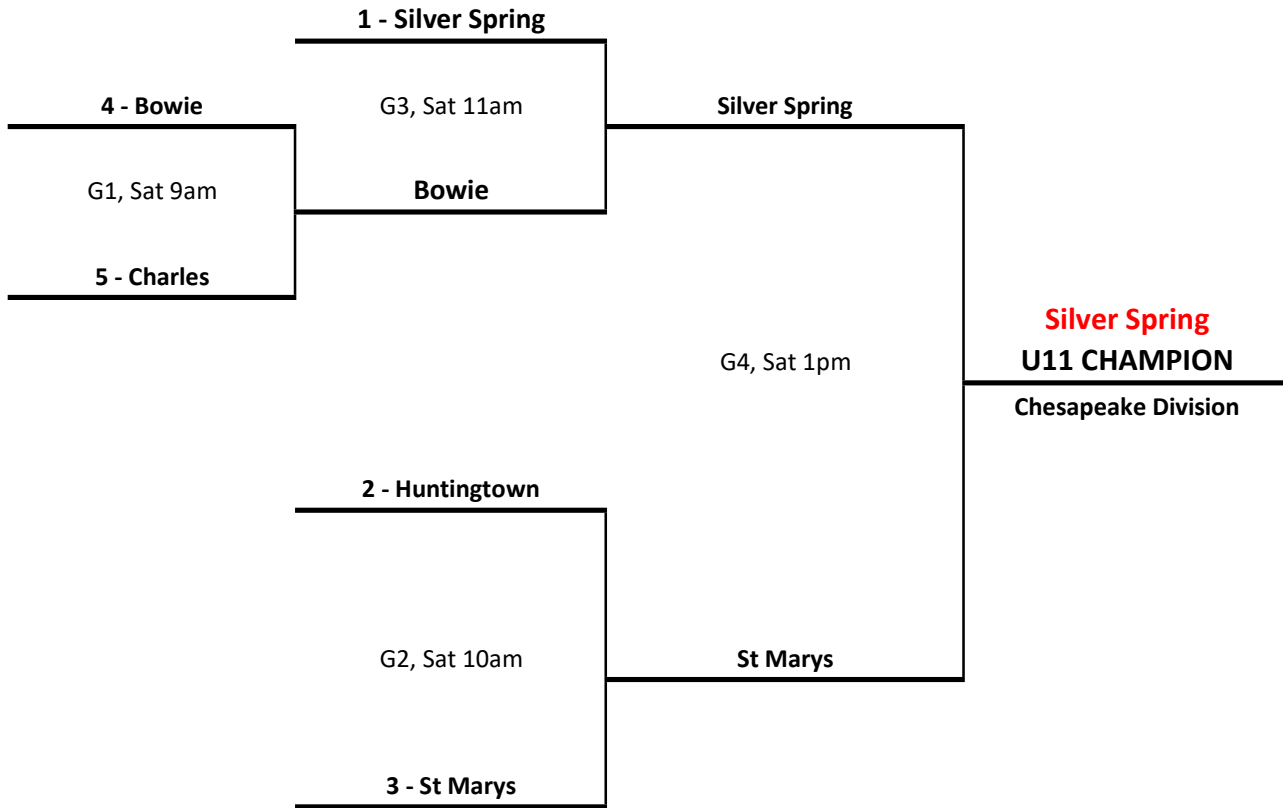 1 - Silver Spring
4 - Bowie
G3, Sat 11am
Silver Spring
G1, Sat 9am
Bowie
5 - Charles
Silver Spring
G4, Sat 1pm
U11 CHAMPION
Chesapeake Division
2 - Huntingtown
G2, Sat 10am
St Marys
3 - St Marys